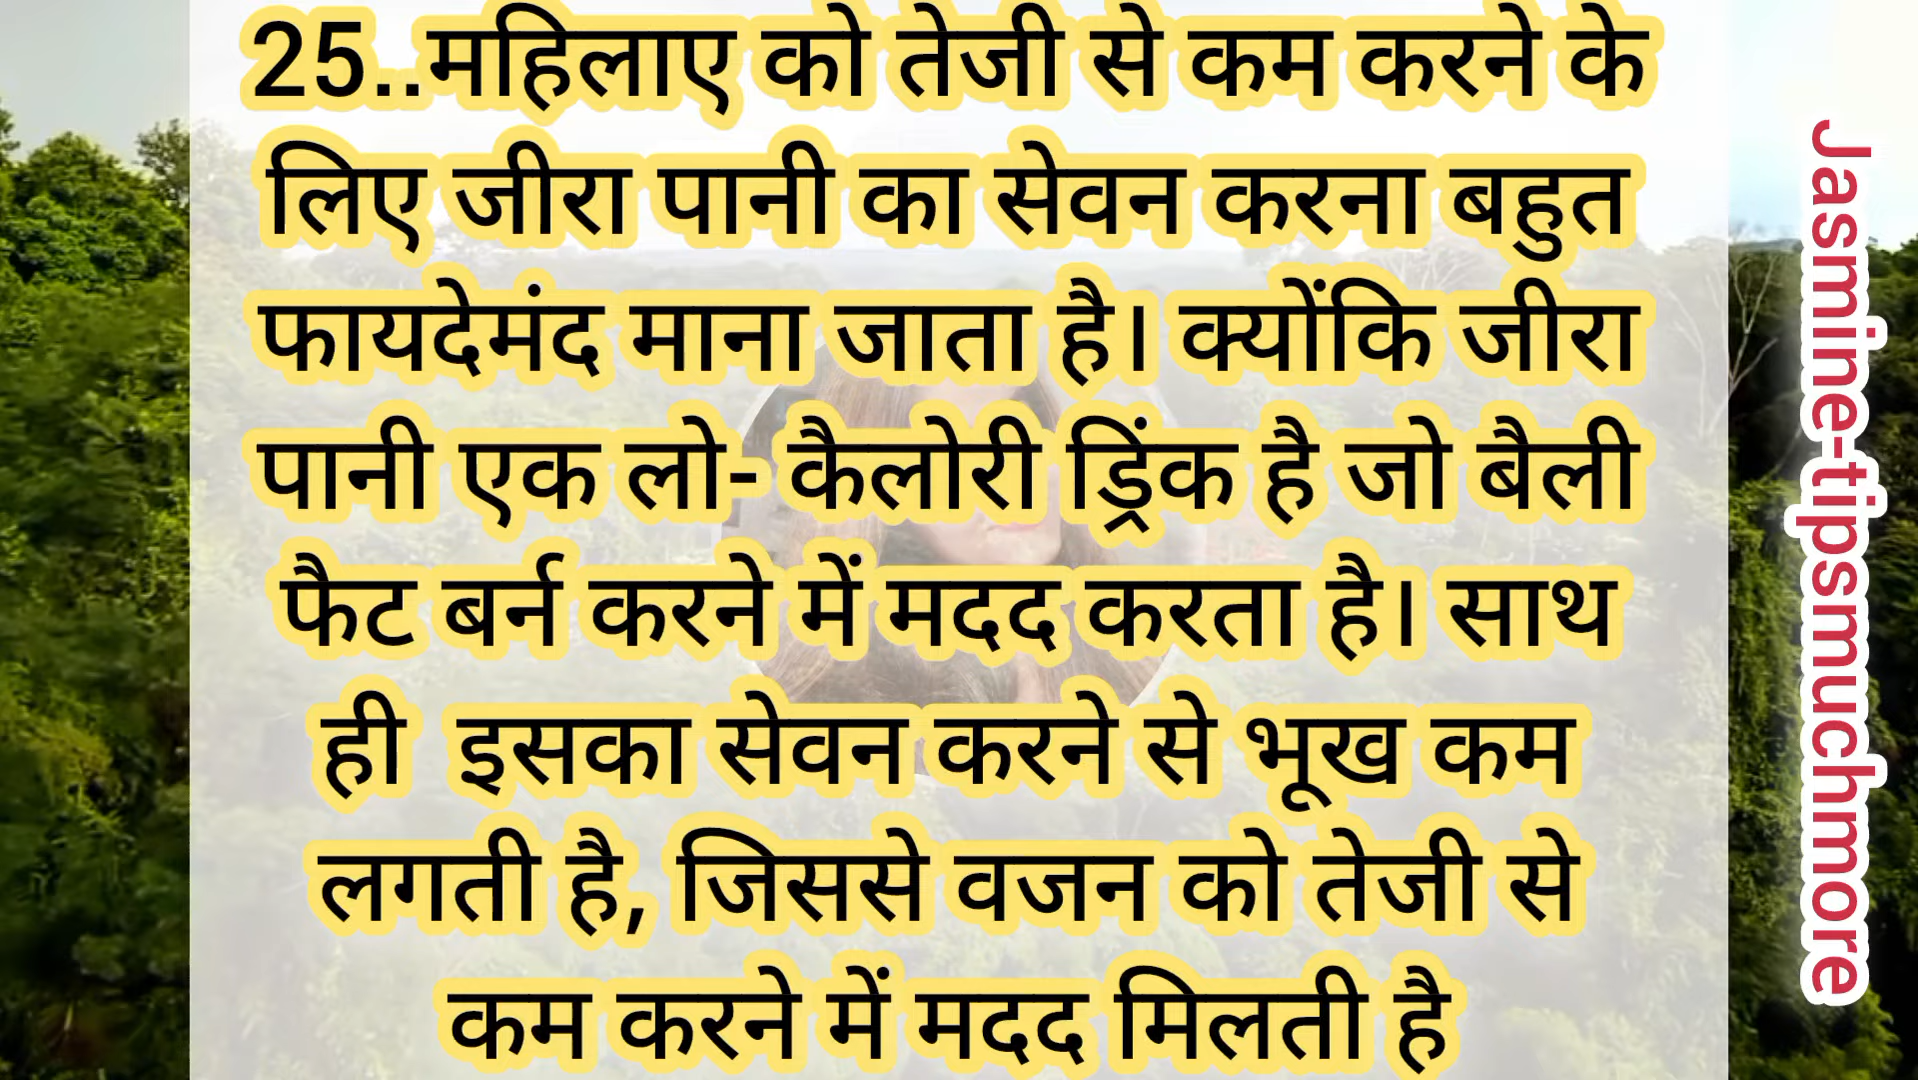 25..महिलाए को तेजी से कम करने के
लिए जीरा पानी का सेवन करना बहुत
फायदेमंद माना जाता है। क्योंकि जीरा
पानी एक लो- कैलोरी ड्रिंक है जो बैली
फैट बर्न करने में मदद करता है। साथ
ही  इसका सेवन करने से भूख कम
लगती है, जिससे वजन को तेजी से
कम करने में मदद मिलती है
Jasmine-tipsmuchmore